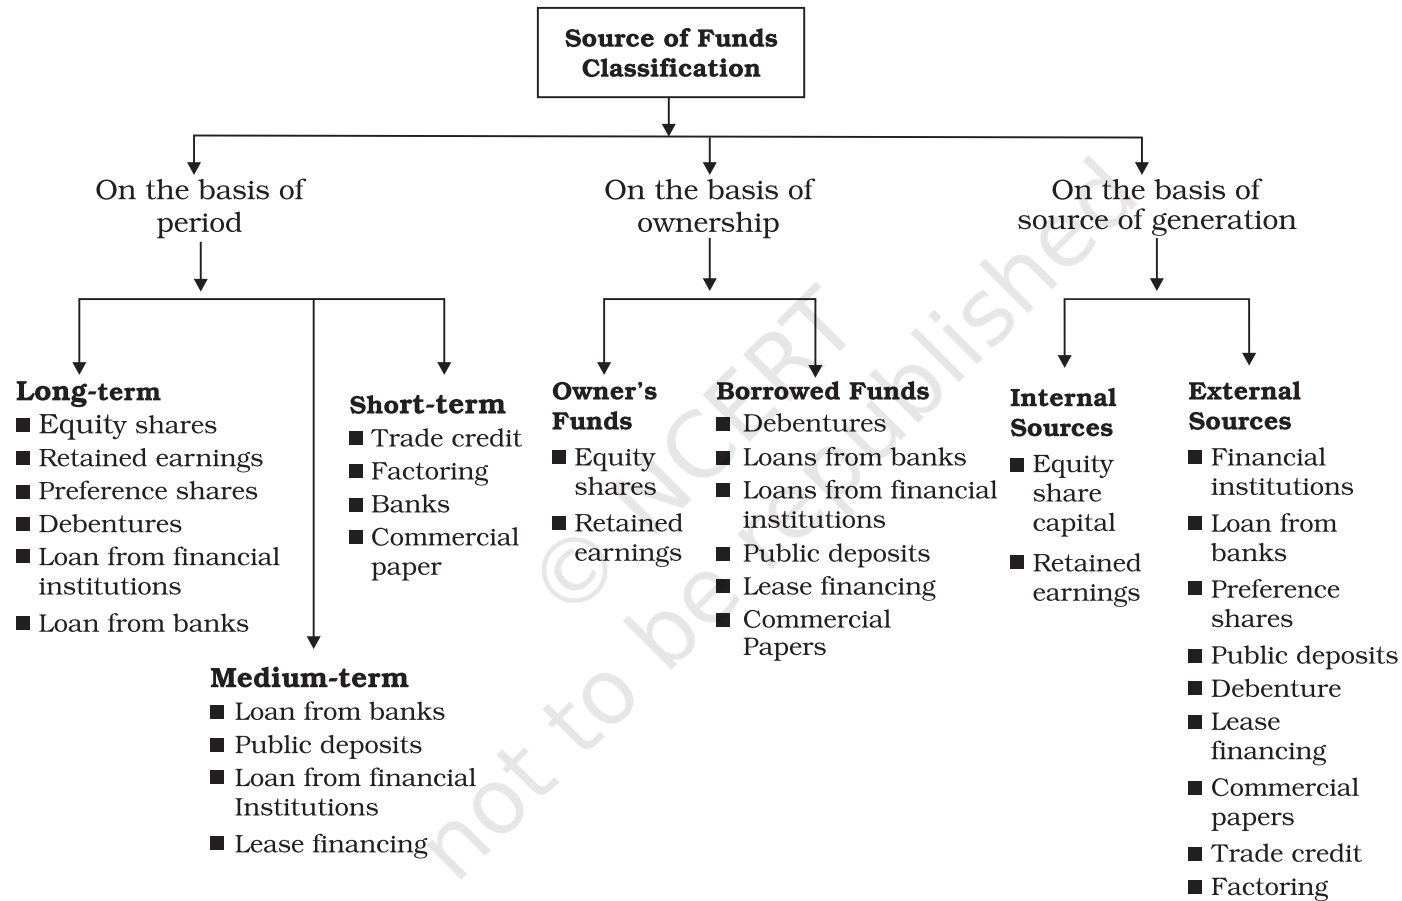 Source of Funds
Classification
On the basis of
period
On the basis of
ownership
On the basis of
source of generation
Long-term
■ Equity shares
■ Retained earnings
■ Preference shares
■ Debentures
■ Loan from financial
institutions
■ Loan from banks
Medium-term
■ Loan from banks
■ Public deposits
■ Loan from financial
Institutions
■ Lease financing
Short-term
■ Trade credit
■ Factoring
■ Banks
■ Commercial
paper
Owner's
Funds
■ Equity
shares
■ Retained
earnings
Borrowed Funds
■ Debentures
■ Loans from banks
■ Loans from financial
institutions
■ Public deposits
■ Lease financing
■ Commercial
Papers
Internal
Sources
■ Equity
share
capital
■ Retained
earnings
External
Sources
■ Financial
institutions
■ Loan from
banks
■ Preference
shares
■ Public deposits
■ Debenture
■ Lease
financing
■ Commercial
papers
■ Trade credit
■ Factoring
© NCERT
not to be republished